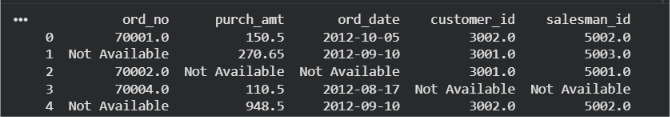 ••• ord_no purch_amt ord_date customer_id salesman_id
0 70001.0 150.5 2012-10-05 3002.0 5002.0
1 Not Available 270.65 2012-09-10 3001.0 5003.0
2 70002.0 Not Available Not Available 3001.0 5001.0
3 70004.0 110.5 2012-08-17 Not Available Not Available
4 Not Available 948.5 2012-09-10 3002.0 5002.0